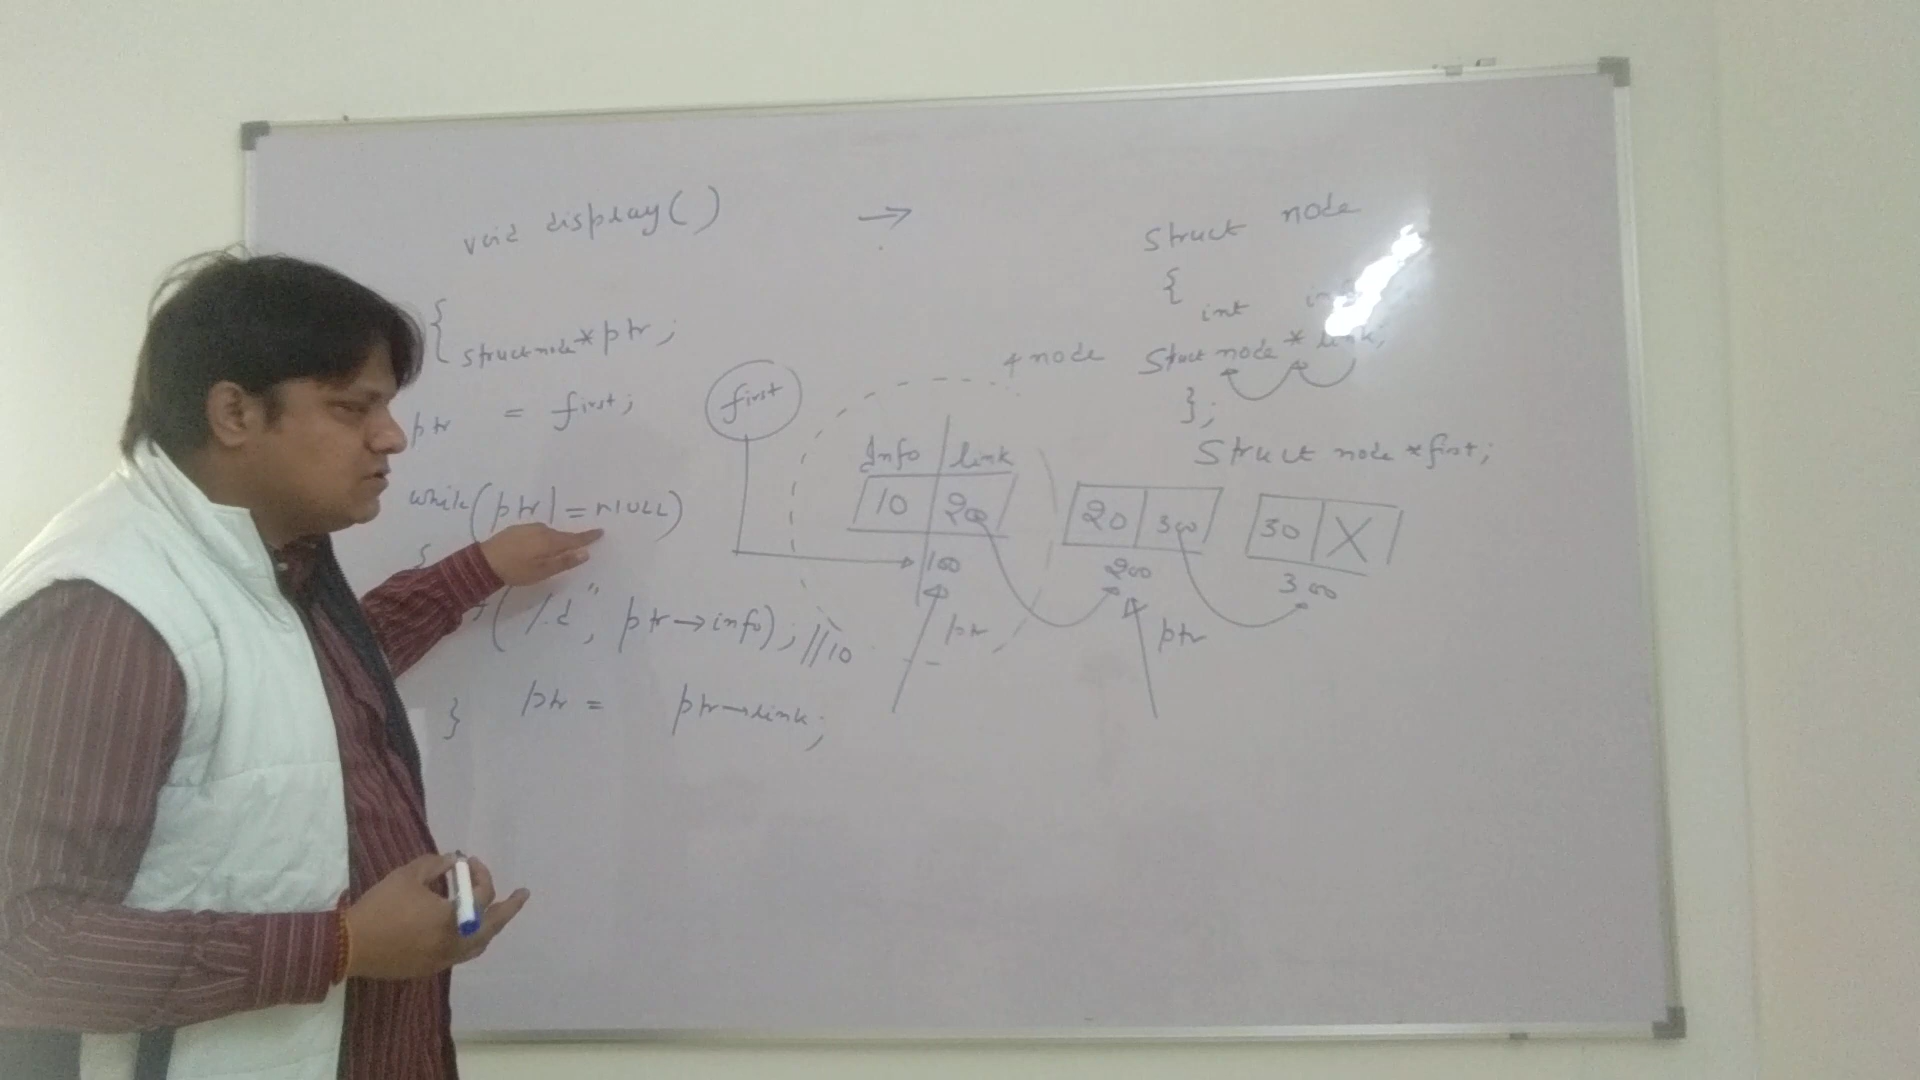 void display()
→
{
struct node *ptr;
ptr = first;
while(ptr!=NULL)
{
("/.d", ptr→info); //10
ptr = ptr→link;
}
first
Info link
10 200
100
ptr
20 300
200
ptr
30 X
300
node
struct node
{
int
Struct node * link;
};
Struct node *first;